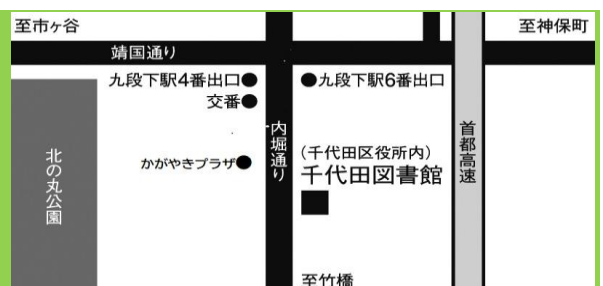 至市ヶ谷
至神保町
靖国通り
九段下駅4番出口●
●九段下駅6番出口
交番●
内堀通り
首都高速
北の丸公園
(千代田区役所内)
かがやきプラザ●
千代田図書館
至竹橋